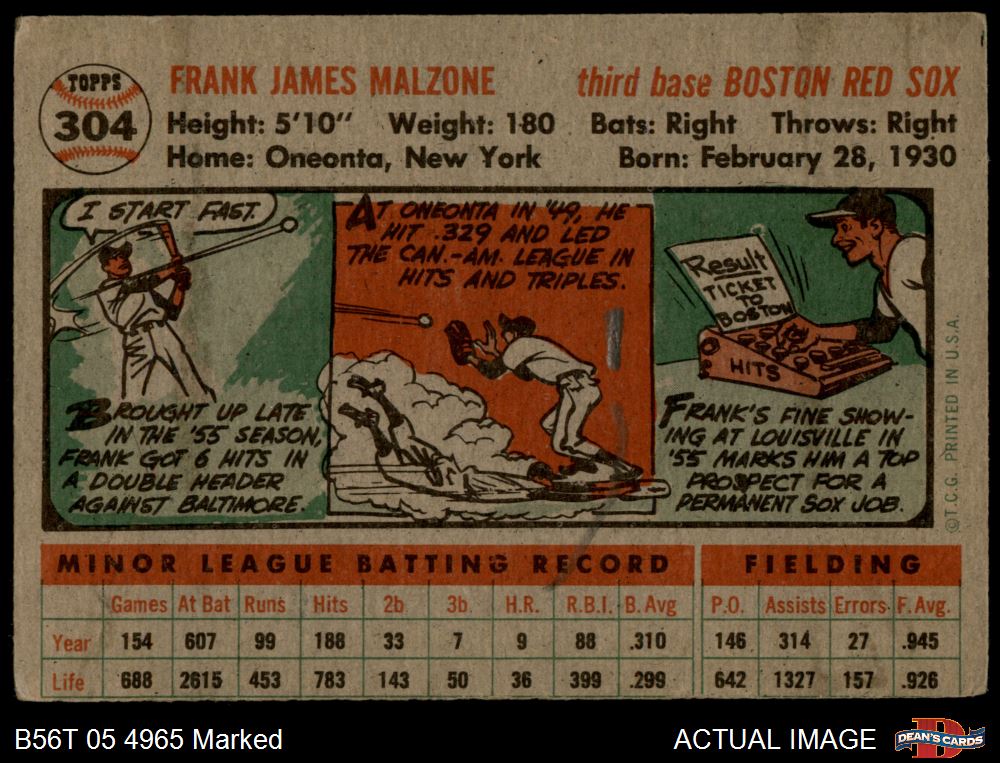 TOPPS
304
FRANK JAMES MALZONE third base BOSTON RED SOX
Height: 5'10" Weight: 180 Bats: Right Throws: Right
Home: Oneonta, New York Born: February 28, 1930
I START FAST.
BROUGHT UP LATE
IN THE '55 SEASON,
FRANK GOT 6 HITS IN
A DOUBLE HEADER
AGAINST BALTIMORE.
AT ONEONTA IN '49, HE
HIT .329 AND LED
THE CAN.-AM. LEAGUE IN
HITS AND TRIPLES.
Result
TICKET
TO
BOSTON
HITS
FRANK'S FINE SHOW-
ING AT LOUISVILLE IN
'55 MARKS HIM A TOP
PROSPECT FOR A
PERMANENT SOX JOB.
©T.C.G. PRINTED IN U.S.A.
MINOR LEAGUE BATTING RECORD FIELDING
Games At Bat Runs Hits 2b 3b H.R. R.B.I. B. Avg P.O. Assists Errors F. Avg.
Year 154 607 99 188 33 7 9 88 .310 146 314 27 .945
Life 688 2615 453 783 143 50 36 399 .299 642 1327 157 .926
B56T 05 4965 Marked ACTUAL IMAGE
DEAN'S CARDS